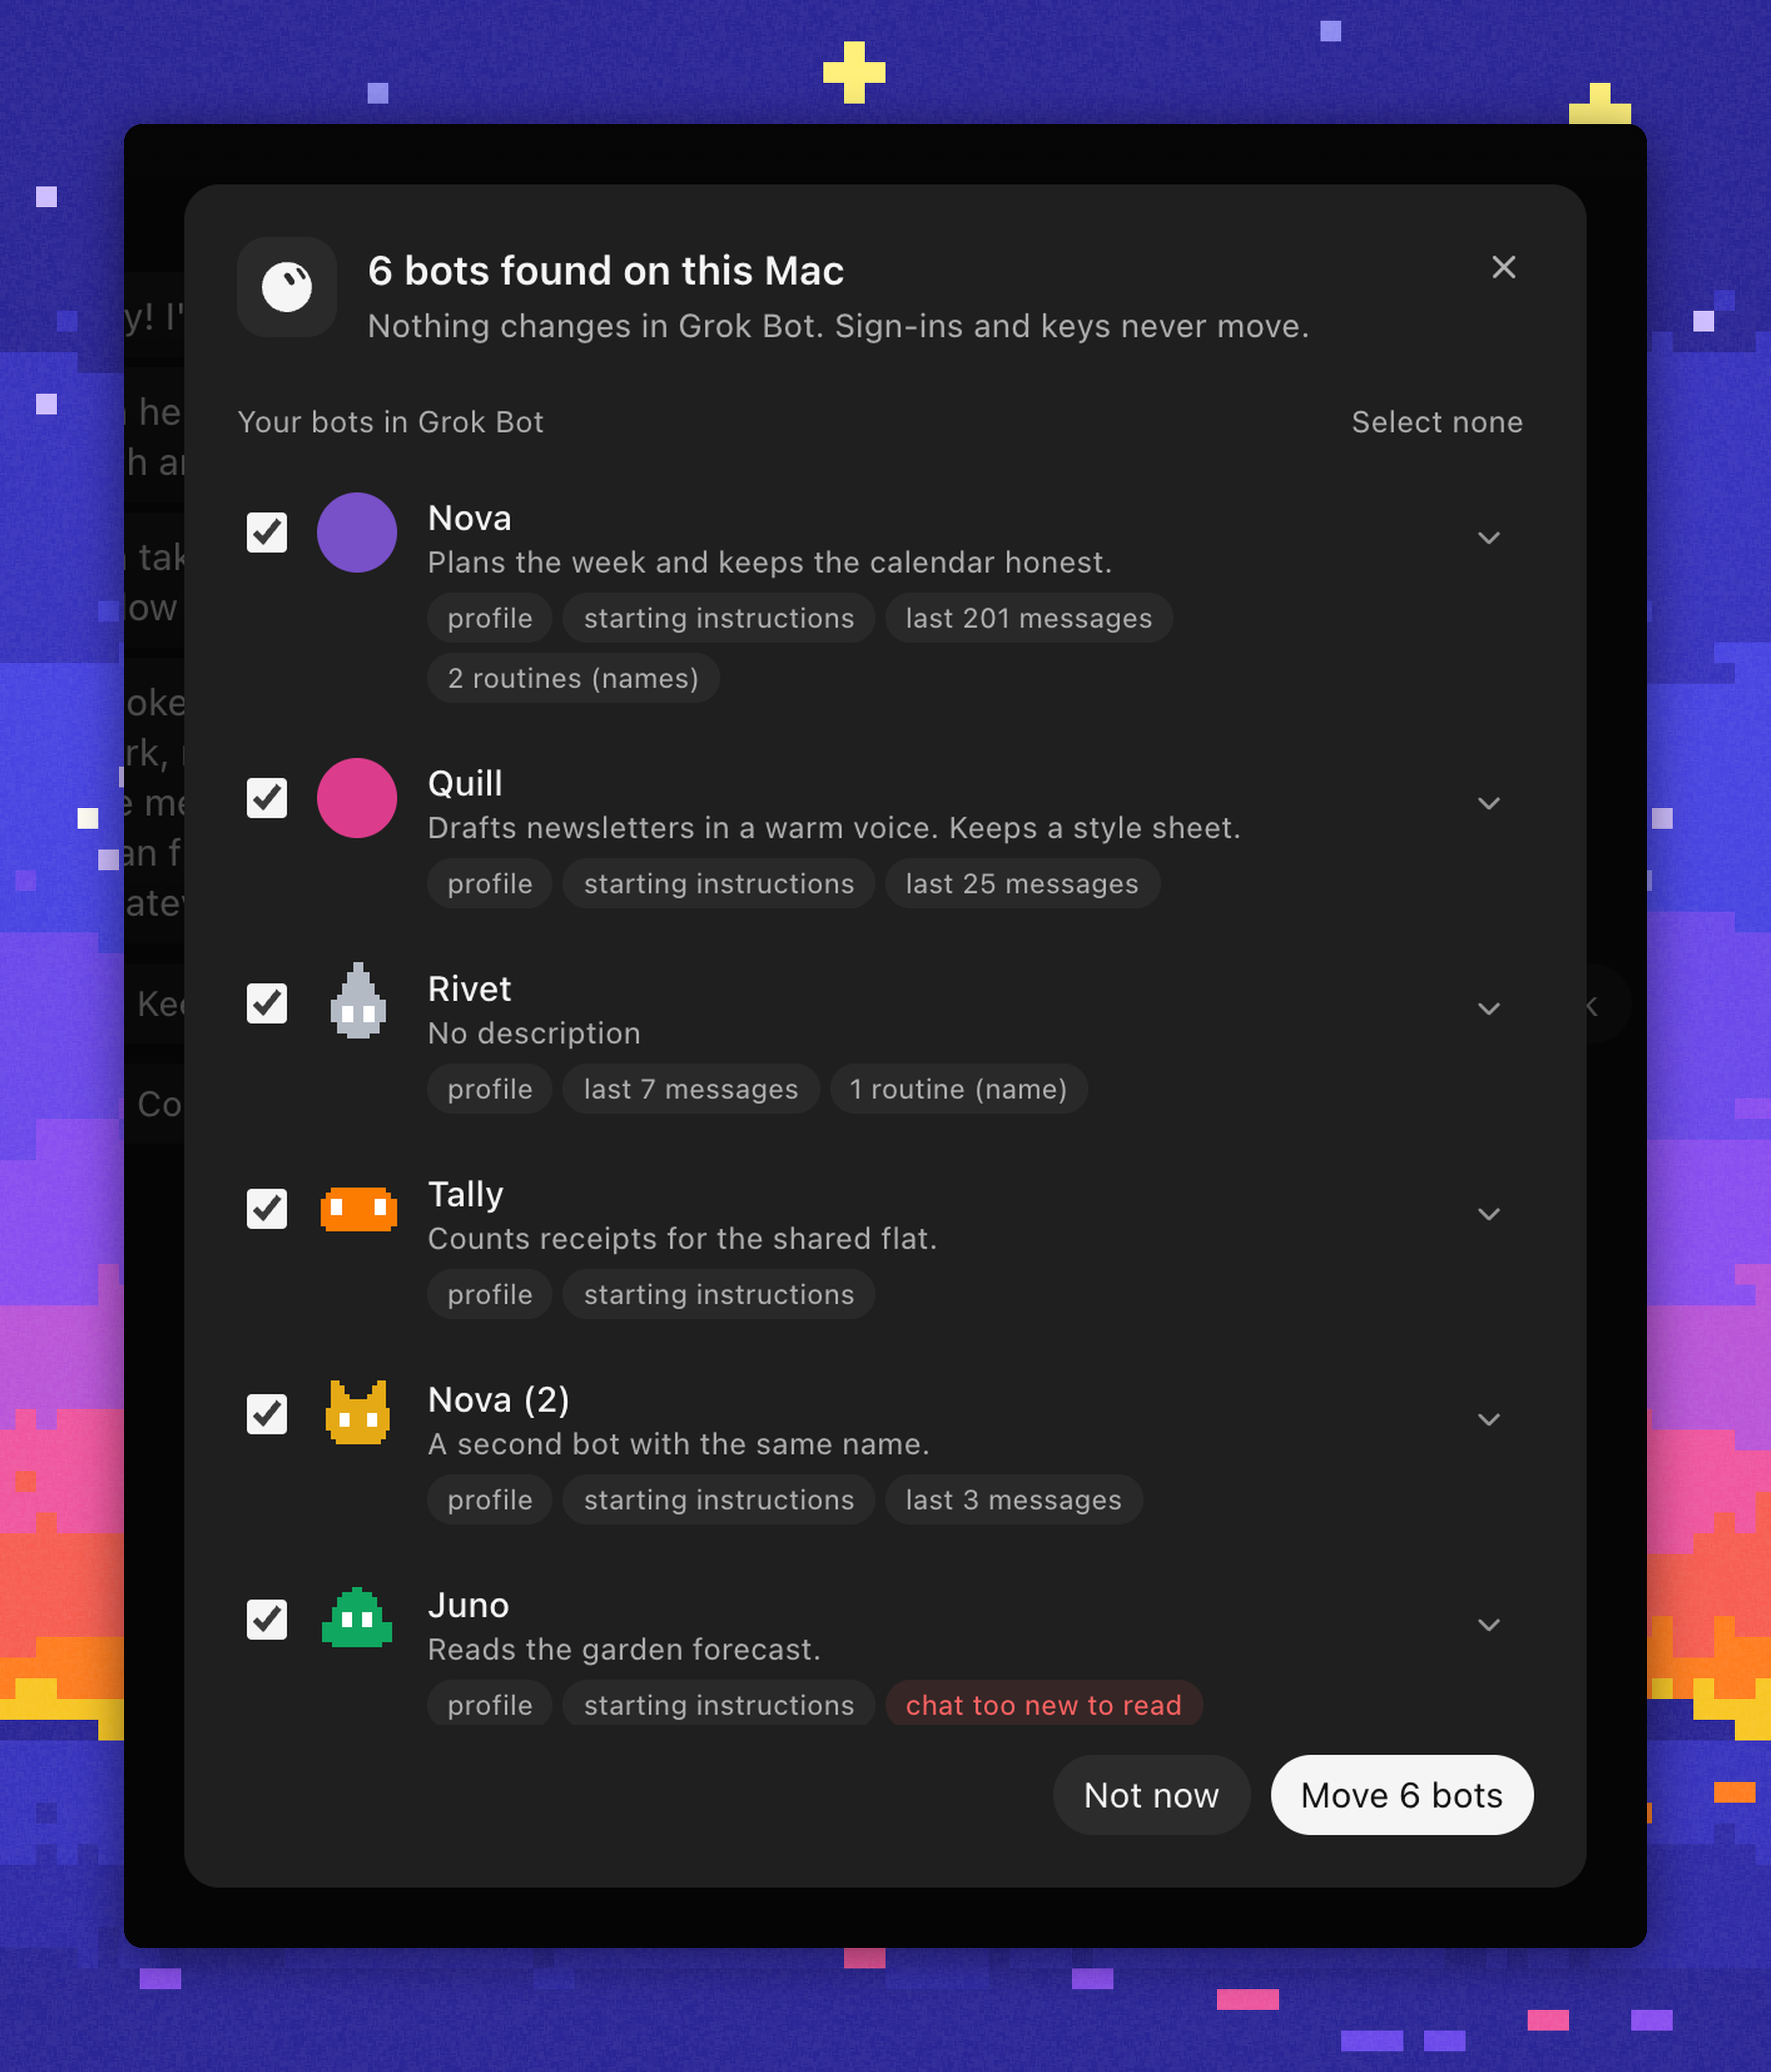 6 bots found on this Mac
Nothing changes in Grok Bot. Sign-ins and keys never move.
Your bots in Grok Bot
Select none
Nova
Plans the week and keeps the calendar honest.
profile
starting instructions
last 201 messages
2 routines (names)
Quill
Drafts newsletters in a warm voice. Keeps a style sheet.
profile
starting instructions
last 25 messages
Rivet
No description
profile
last 7 messages
1 routine (name)
Tally
Counts receipts for the shared flat.
profile
starting instructions
Nova (2)
A second bot with the same name.
profile
starting instructions
last 3 messages
Juno
Reads the garden forecast.
profile
starting instructions
chat too new to read
Not now
Move 6 bots